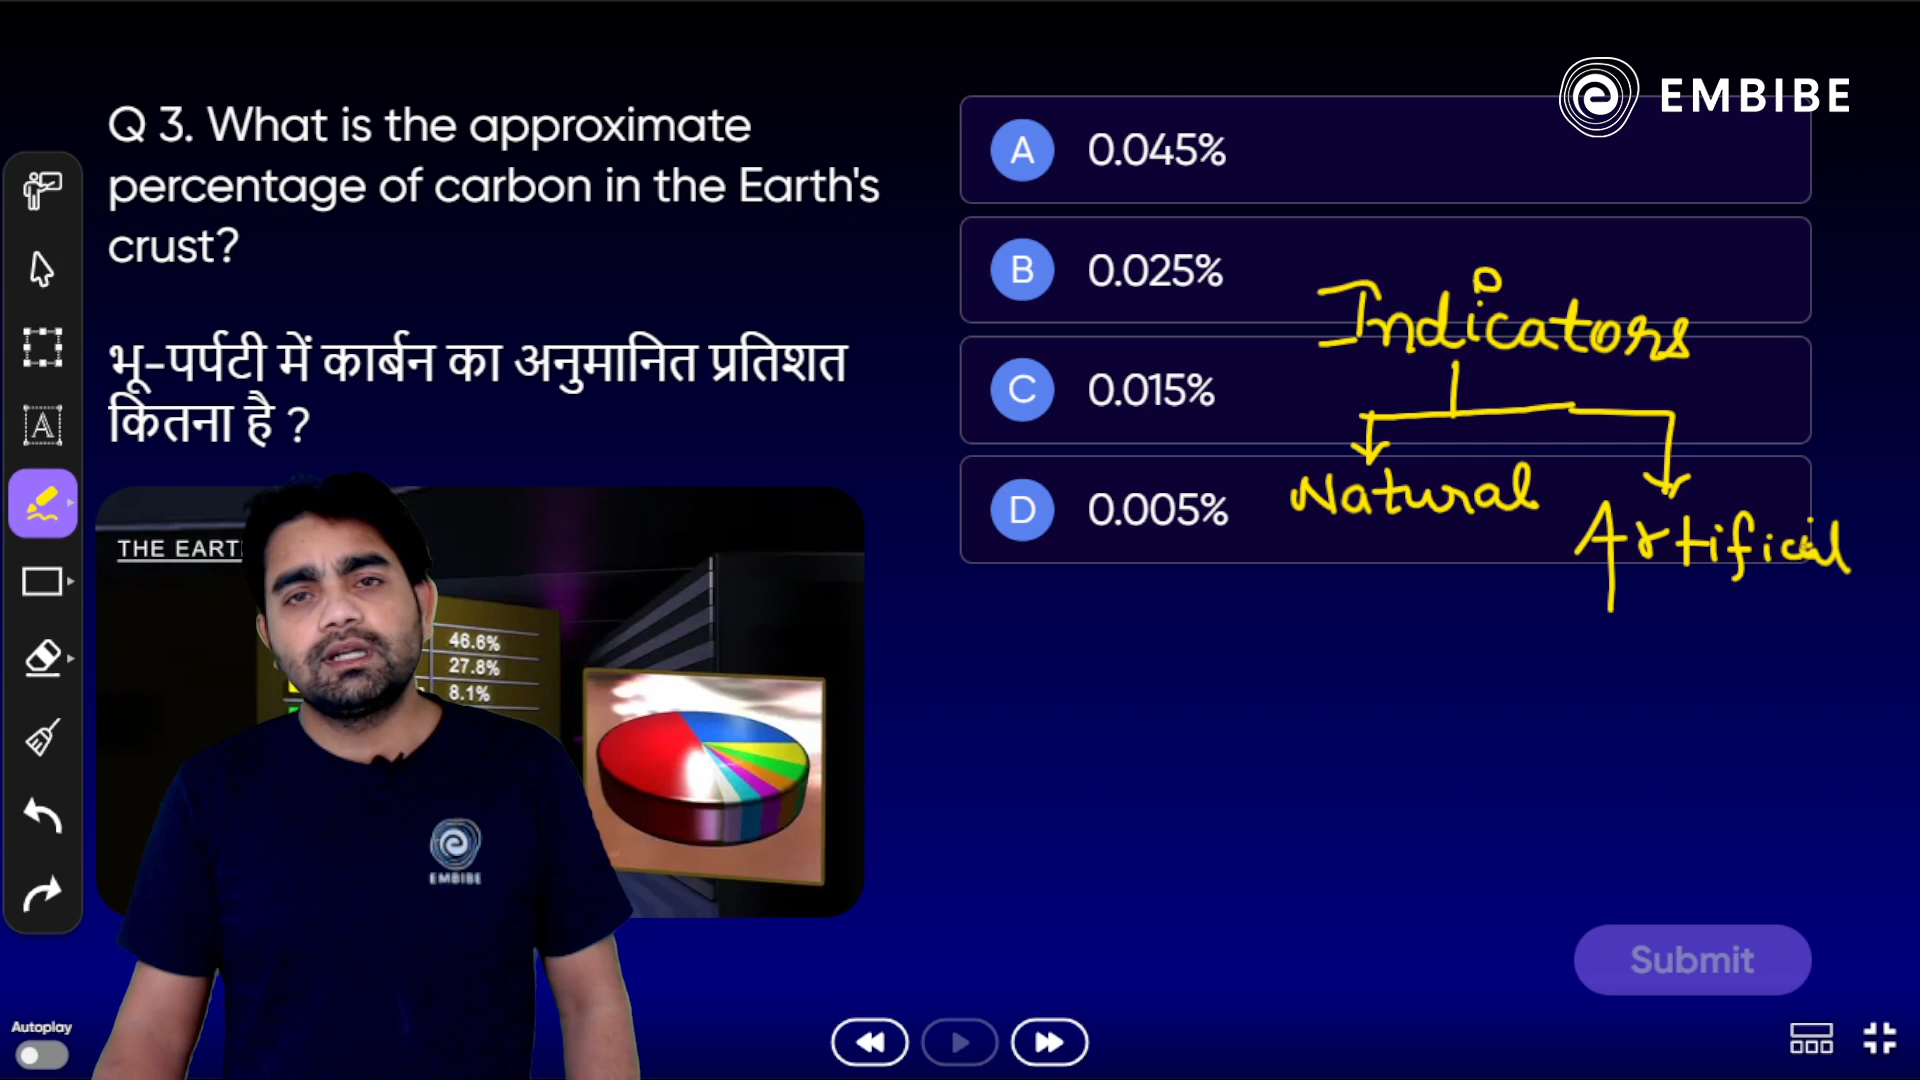 EMBIBE
Q 3. What is the approximate
percentage of carbon in the Earth's
crust?
भू-पर्पटी में कार्बन का अनुमानित प्रतिशत
कितना है ?
A 0.045%
B 0.025%
C 0.015%
D 0.005%
Indicators
Natural
Artificial
A
THE EART
46.6%
27.8%
8.1%
EMBIBE
Submit
Autoplay